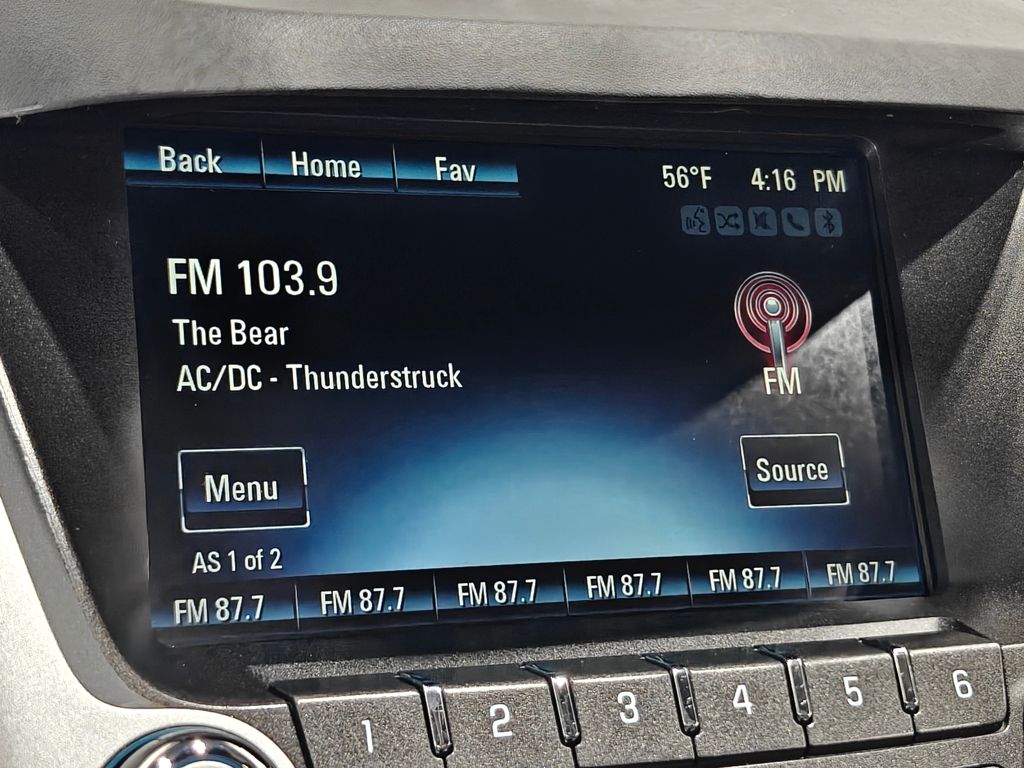 Back Home Fav
56°F 4:16 PM
FM 103.9
The Bear
AC/DC - Thunderstruck
FM
Menu
Source
AS 1 of 2
FM 87.7 FM 87.7 FM 87.7 FM 87.7 FM 87.7 FM 87.7
1 2 3 4 5 6